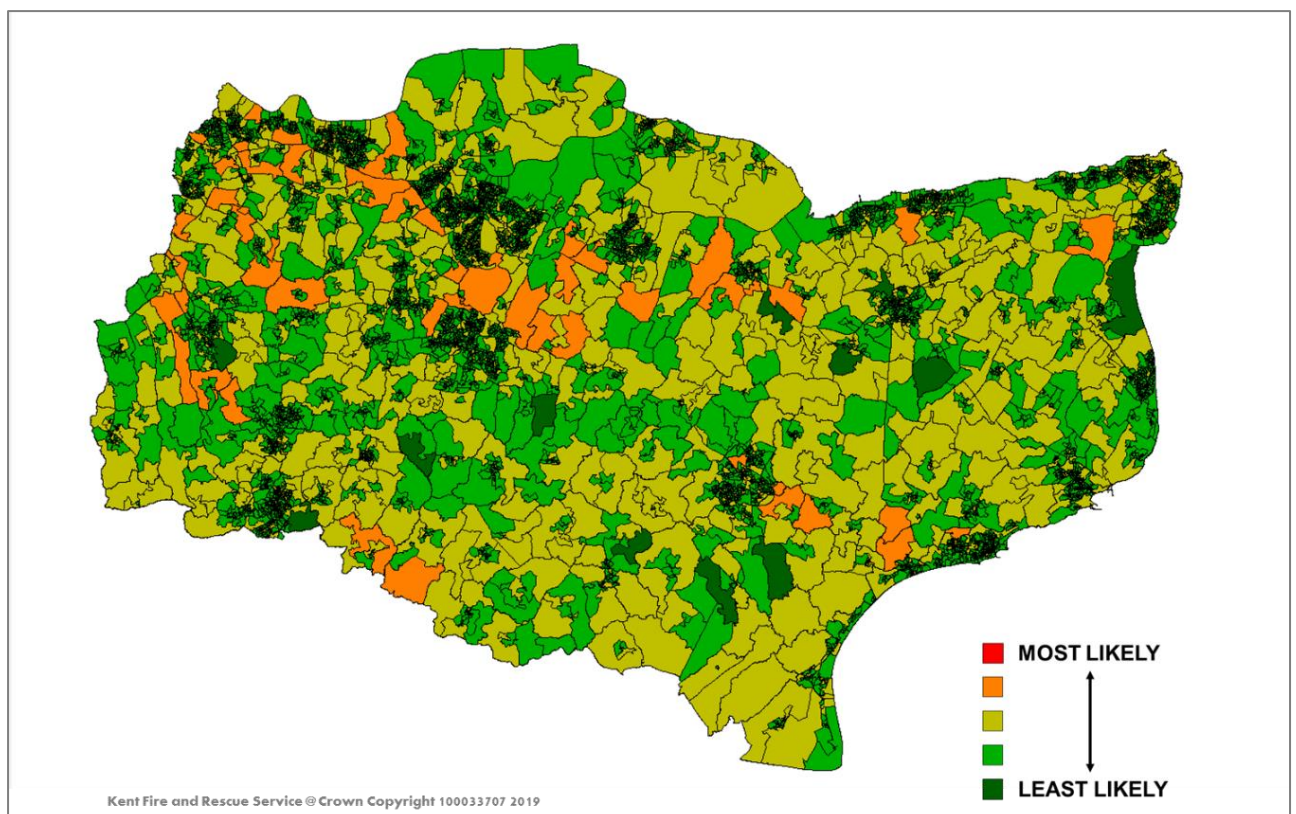 MOST LIKELY
LEAST LIKELY
Kent Fire and Rescue Service @ Crown Copyright 100033707 2019